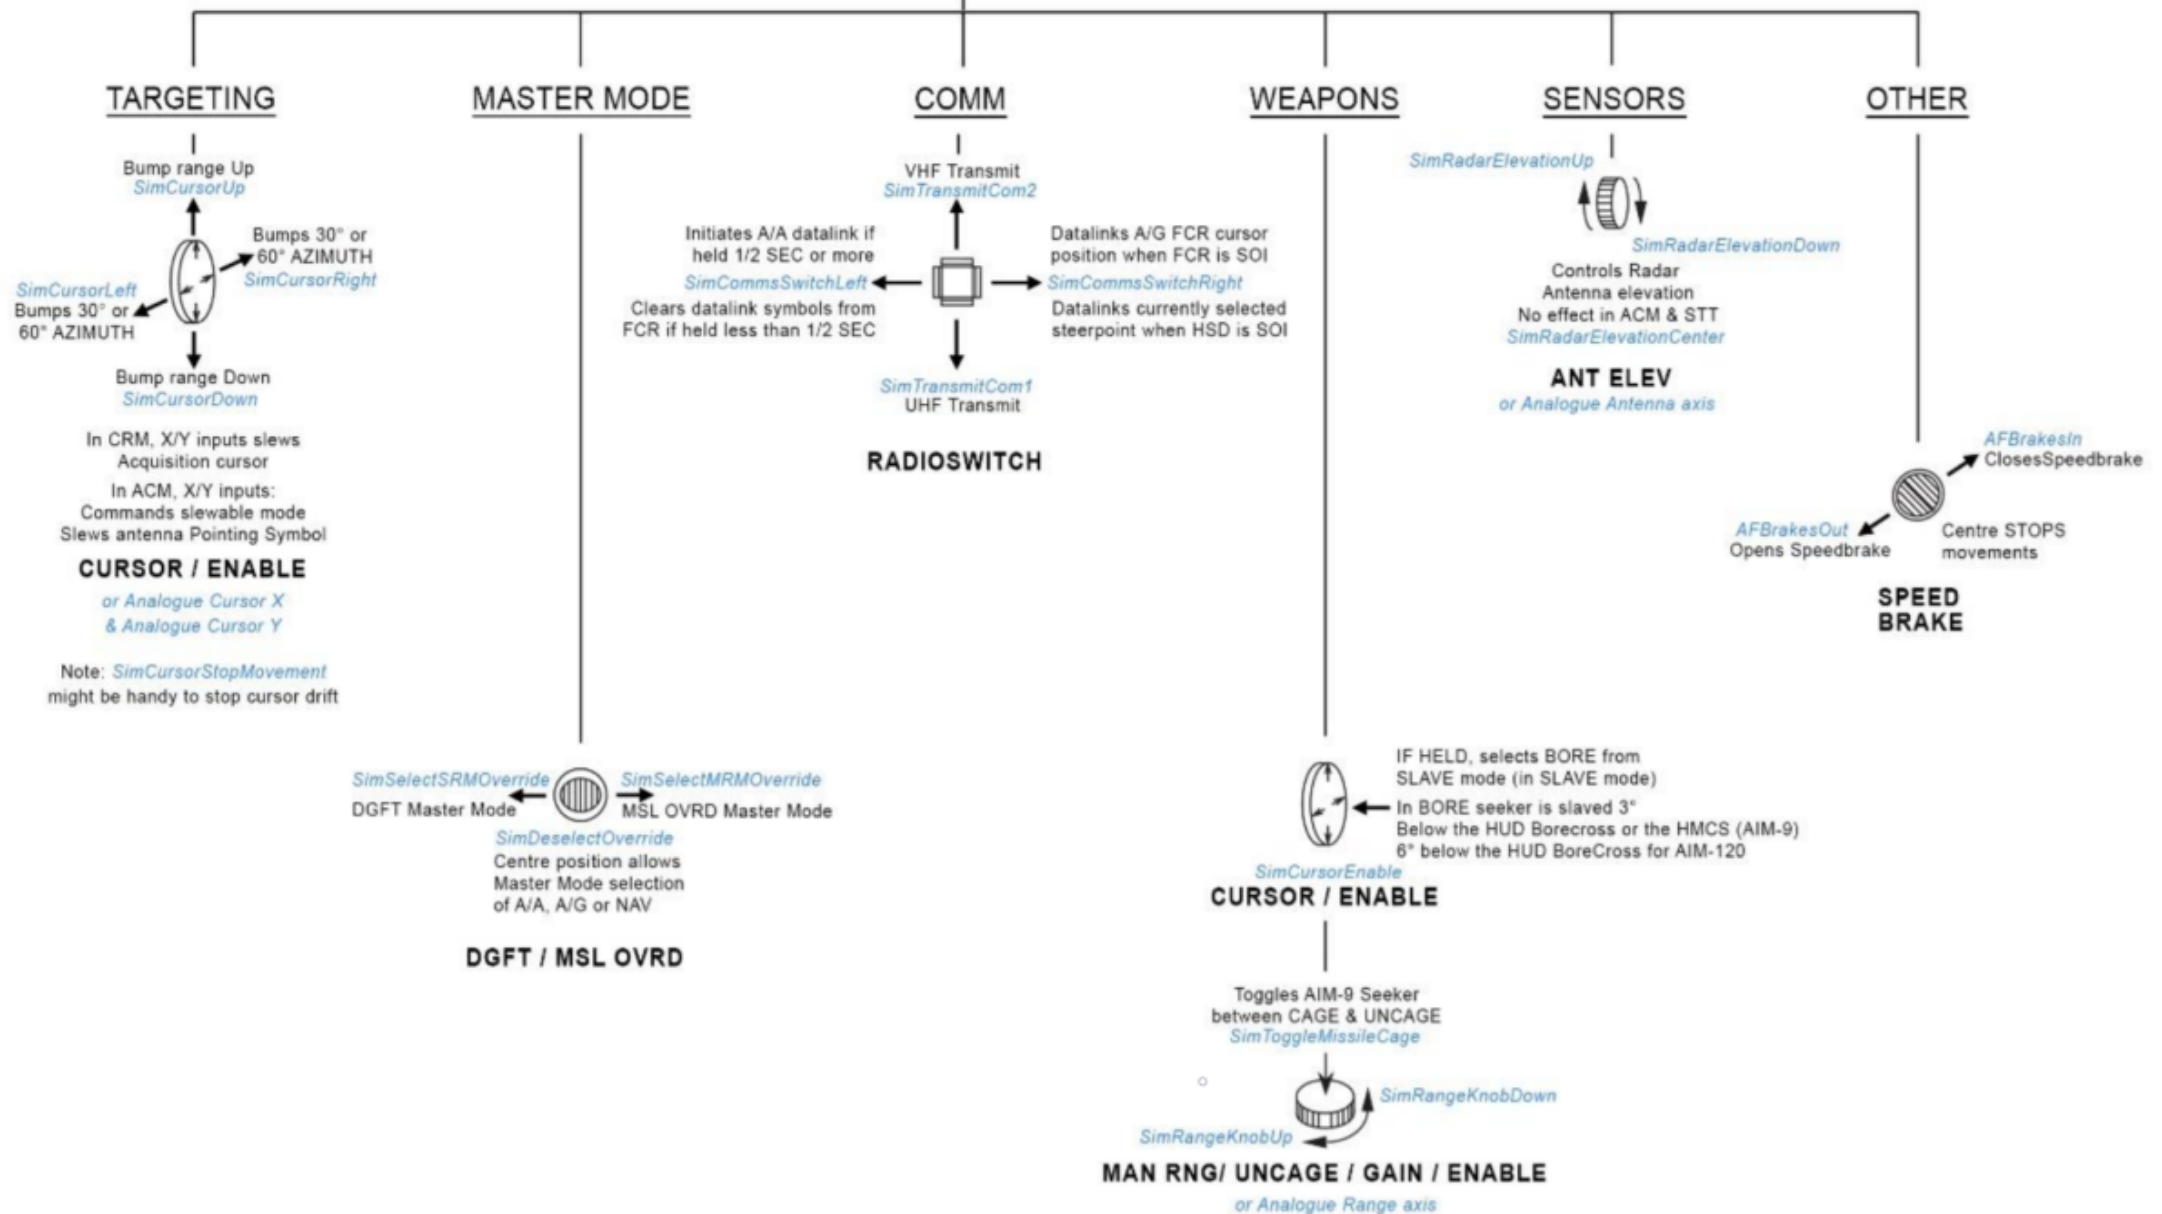 TARGETING
MASTER MODE
COMM
WEAPONS
SENSORS
OTHER
Bump range Up
SimCursorUp
Bumps 30° or
60° AZIMUTH
SimCursorRight
SimCursorLeft
Bumps 30° or
60° AZIMUTH
Bump range Down
SimCursorDown
In CRM, X/Y inputs slews
Acquisition cursor
In ACM, X/Y inputs:
Commands slewable mode
Slews antenna Pointing Symbol
CURSOR / ENABLE
or Analogue Cursor X
& Analogue Cursor Y
Note: SimCursorStopMovement
might be handy to stop cursor drift
SimSelectSRMOverride
DGFT Master Mode
SimSelectMRMOverride
MSL OVRD Master Mode
SimDeselectOverride
Centre position allows
Master Mode selection
of A/A, A/G or NAV
DGFT / MSL OVRD
VHF Transmit
SimTransmitCom2
Initiates A/A datalink if
held 1/2 SEC or more
SimCommsSwitchLeft
Clears datalink symbols from
FCR if held less than 1/2 SEC
Datalinks A/G FCR cursor
position when FCR is SOI
SimCommsSwitchRight
Datalinks currently selected
steerpoint when HSD is SOI
SimTransmitCom1
UHF Transmit
RADIOSWITCH
IF HELD, selects BORE from
SLAVE mode (in SLAVE mode)
In BORE seeker is slaved 3°
Below the HUD Borecross or the HMCS (AIM-9)
6° below the HUD BoreCross for AIM-120
SimCursorEnable
CURSOR / ENABLE
Toggles AIM-9 Seeker
between CAGE & UNCAGE
SimToggleMissileCage
SimRangeKnobDown
SimRangeKnobUp
MAN RNG/ UNCAGE / GAIN / ENABLE
or Analogue Range axis
SimRadarElevationUp
SimRadarElevationDown
Controls Radar
Antenna elevation
No effect in ACM & STT
SimRadarElevationCenter
ANT ELEV
or Analogue Antenna axis
AFBrakesIn
ClosesSpeedbrake
AFBrakesOut
Opens Speedbrake
Centre STOPS
movements
SPEED
BRAKE